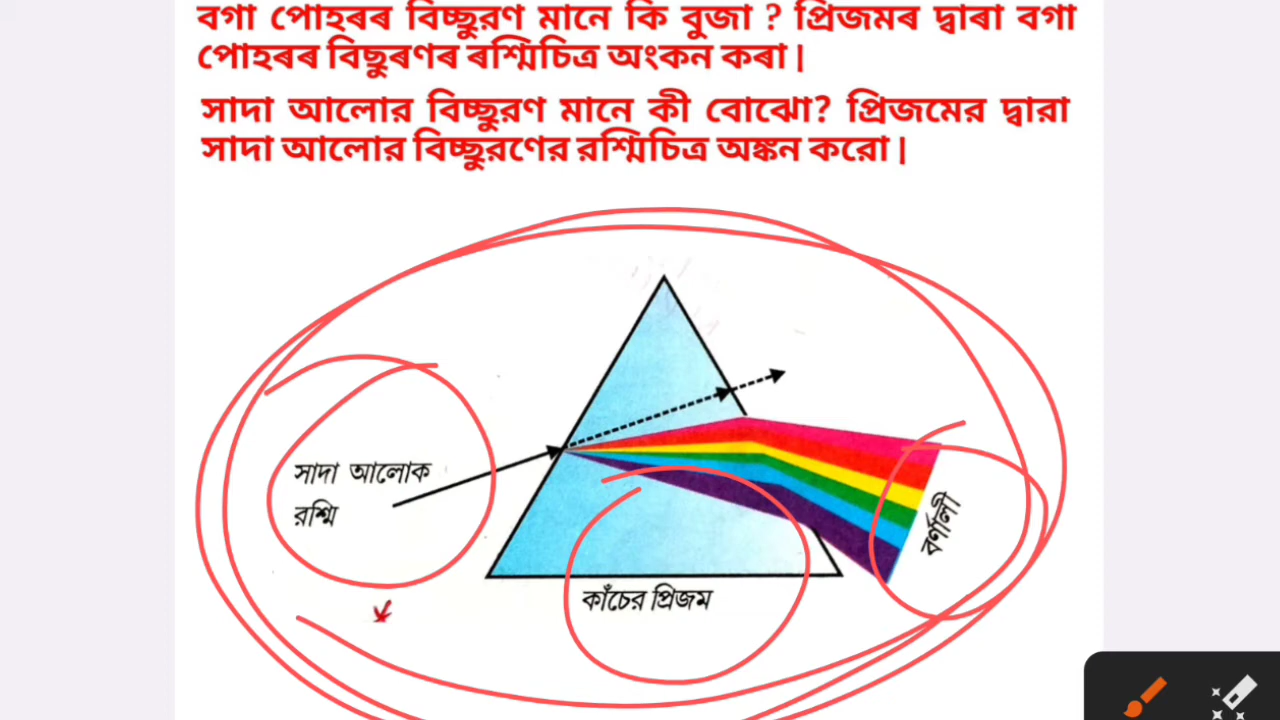 বগা পোহৰৰ বিচ্ছুৰণ মানে কি বুজা ? প্ৰিজমৰ দ্বাৰা বগা
পোহৰৰ বিছুৰণৰ ৰশ্মিচিত্ৰ অংকন কৰা |
সাদা আলোর বিচ্ছুরণ মানে কী বোঝো? প্রিজমের দ্বারা
সাদা আলোর বিচ্ছুরণের রশ্মিচিত্র অঙ্কন করো |
সাদা আলোক
রশ্মি
বর্ণালী
কাঁচের প্রিজম